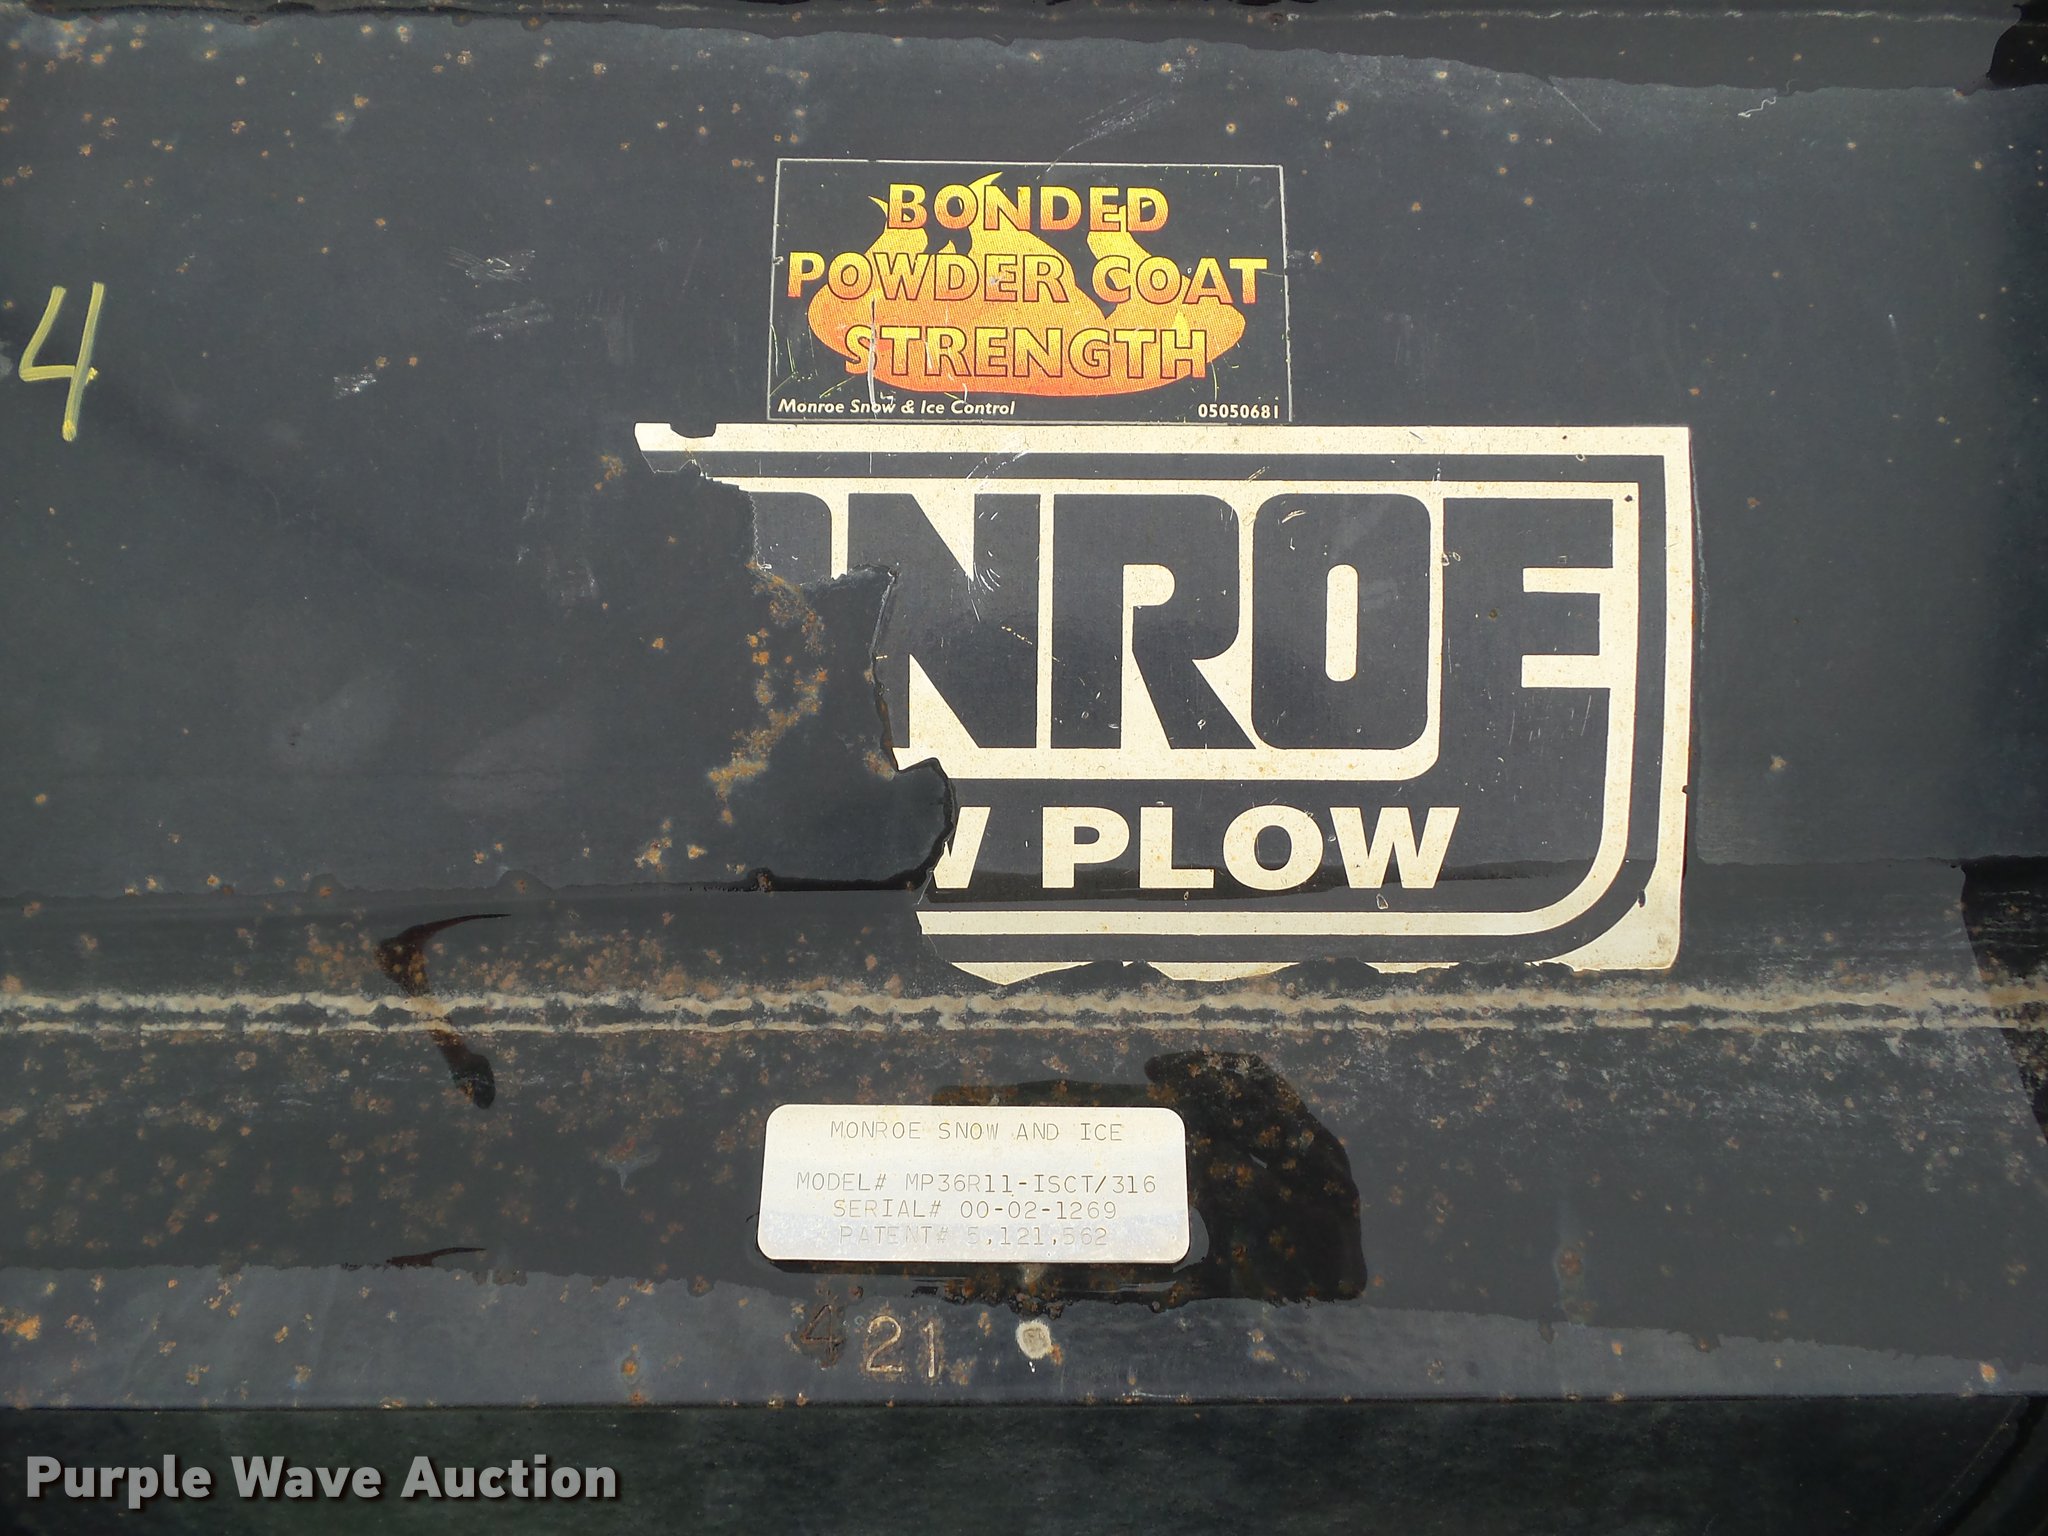 BONDED
POWDER COAT
STRENGTH
Monroe Snow & Ice Control 05050681
4
ONROE
W PLOW
MONROE SNOW AND ICE
MODEL# MP36R11-ISCT/316
SERIAL# 00-02-1269
PATENT# 5,121,562
421
Purple Wave Auction